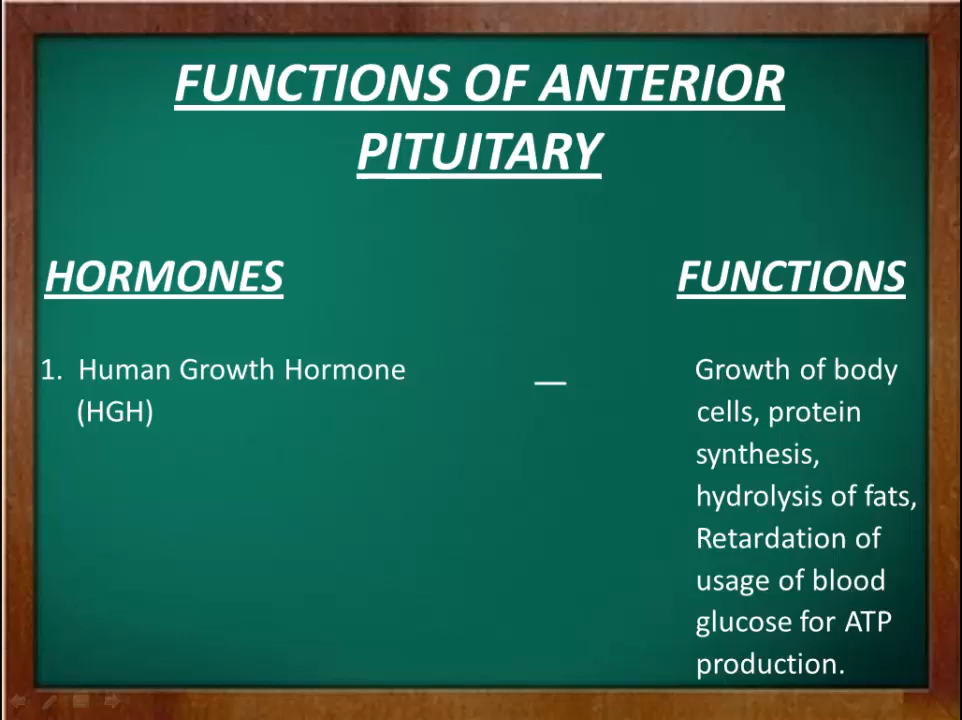 FUNCTIONS OF ANTERIOR
PITUITARY
HORMONES FUNCTIONS
1. Human Growth Hormone — Growth of body
(HGH) cells, protein
synthesis,
hydrolysis of fats,
Retardation of
usage of blood
glucose for ATP
production.